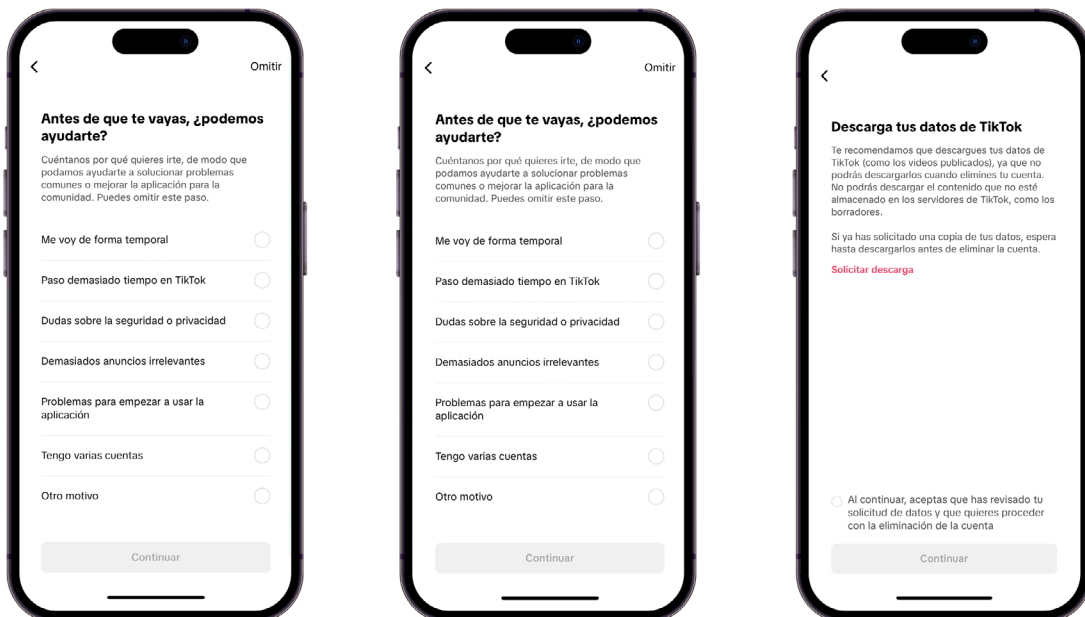 Omitir
Antes de que te vayas, ¿podemos
ayudarte?
Cuéntanos por qué quieres irte, de modo que
podamos ayudarte a solucionar problemas
comunes o mejorar la aplicación para la
comunidad. Puedes omitir este paso.
Me voy de forma temporal
Paso demasiado tiempo en TikTok
Dudas sobre la seguridad o privacidad
Demasiados anuncios irrelevantes
Problemas para empezar a usar la
aplicación
Tengo varias cuentas
Otro motivo
Continuar
Omitir
Antes de que te vayas, ¿podemos
ayudarte?
Cuéntanos por qué quieres irte, de modo que
podamos ayudarte a solucionar problemas
comunes o mejorar la aplicación para la
comunidad. Puedes omitir este paso.
Me voy de forma temporal
Paso demasiado tiempo en TikTok
Dudas sobre la seguridad o privacidad
Demasiados anuncios irrelevantes
Problemas para empezar a usar la
aplicación
Tengo varias cuentas
Otro motivo
Continuar
Descarga tus datos de TikTok
Te recomendamos que descargues tus datos de
TikTok (como los videos publicados), ya que no
podrás descargarlos cuando elimines tu cuenta.
No podrás descargar el contenido que no esté
almacenado en los servidores de TikTok, como los
borradores.
Si ya has solicitado una copia de tus datos, espera
hasta descargarlos antes de eliminar la cuenta.
Solicitar descarga
Al continuar, aceptas que has revisado tu
solicitud de datos y que quieres proceder
con la eliminación de la cuenta
Continuar